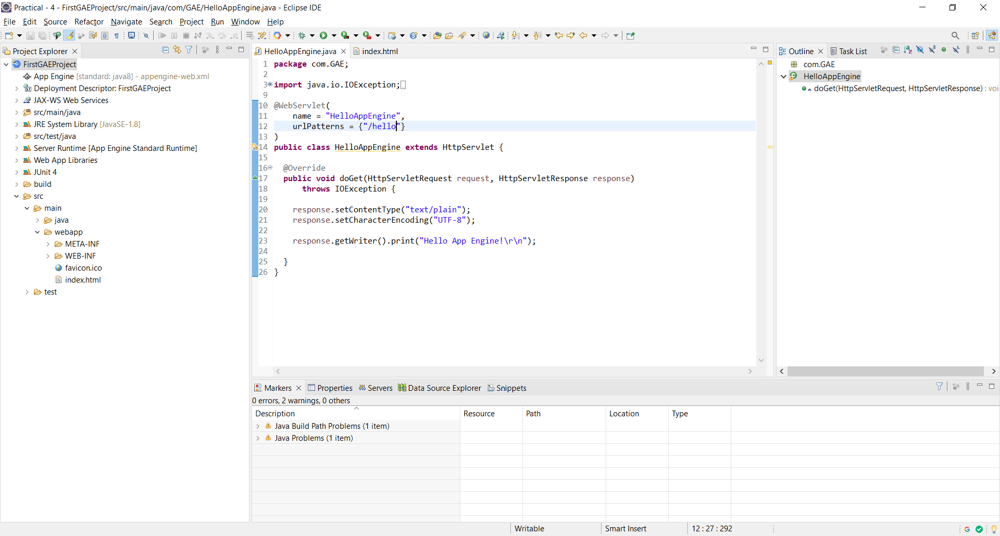 Practical - 4 - FirstGAEProject/src/main/java/com/GAE/HelloAppEngine.java - Eclipse IDE
File Edit Source Refactor Navigate Search Project Run Window Help
Project Explorer
FirstGAEProject
App Engine [standard: java8] - appengine-web.xml
Deployment Descriptor: FirstGAEProject
JAX-WS Web Services
src/main/java
JRE System Library [JavaSE-1.8]
src/test/java
Server Runtime [App Engine Standard Runtime]
Web App Libraries
JUnit 4
build
src
main
java
webapp
META-INF
WEB-INF
favicon.ico
index.html
test
HelloAppEngine.java index.html
1 package com.GAE;
2
3 import java.io.IOException;
9
10 @WebServlet(
11 name = "HelloAppEngine",
12 urlPatterns = {"/hello"}
13 )
14 public class HelloAppEngine extends HttpServlet {
15
16 @Override
17 public void doGet(HttpServletRequest request, HttpServletResponse response)
18 throws IOException {
19
20 response.setContentType("text/plain");
21 response.setCharacterEncoding("UTF-8");
22
23 response.getWriter().print("Hello App Engine!\r\n");
24
25 }
26 }
Outline Task List
com.GAE
HelloAppEngine
doGet(HttpServletRequest, HttpServletResponse) : voi
Markers Properties Servers Data Source Explorer Snippets
0 errors, 2 warnings, 0 others
Description Resource Path Location Type
Java Build Path Problems (1 item)
Java Problems (1 item)
Writable Smart Insert 12 : 27 : 292